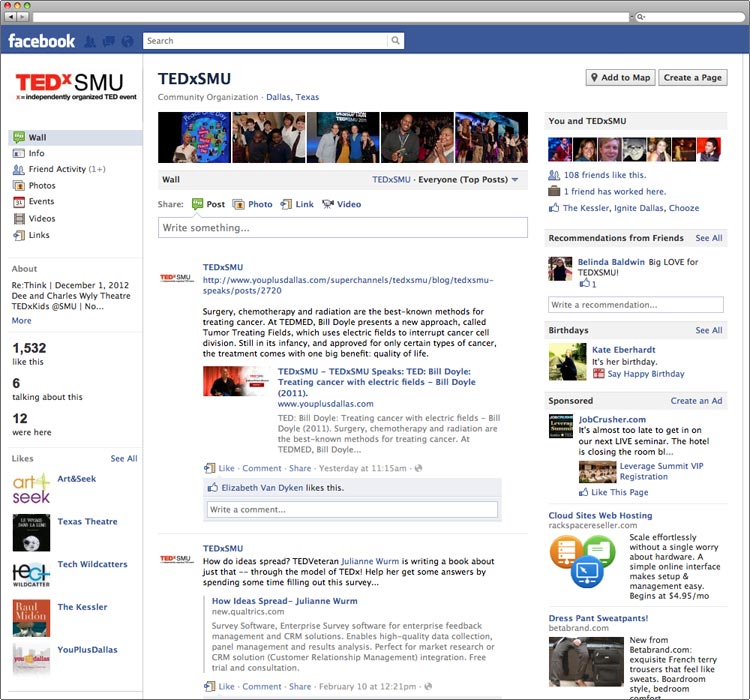 facebook
Search
TEDxSMU
x = independently organized TED event
Wall
Info
Friend Activity (1+)
Photos
Events
Videos
Links
About
Re:Think | December 1, 2012
Dee and Charles Wyly Theatre
TEDxKids @SMU | No...
More
1,532
like this
6
talking about this
12
were here
Likes
See All
art
seek
Art&Seek
LE VOYAGE
DANS LA LUNE
Texas Theatre
tech
WILDCATTERS
Tech Wildcatters
Raul
Midón
The Kessler
you dallas
YouPlusDallas
TEDxSMU
Community Organization · Dallas, Texas
Add to Map
Create a Page
Wall
TEDxSMU · Everyone (Top Posts)
Share:
Post
Photo
Link
Video
Write something...
TEDxSMU
TEDxSMU
http://www.youplusdallas.com/superchannels/tedxsmu/blog/tedxsmu-
speaks/posts/2720
Surgery, chemotherapy and radiation are the best-known methods for
treating cancer. At TEDMED, Bill Doyle presents a new approach, called
Tumor Treating Fields, which uses electric fields to interrupt cancer cell
division. Still in its infancy, and approved for only certain types of cancer,
the treatment comes with one big benefit: quality of life.
TEDxSMU - TEDxSMU Speaks: TED: Bill Doyle:
Treating cancer with electric fields - Bill Doyle
(2011).
www.youplusdallas.com
TED: Bill Doyle: Treating cancer with electric fields - Bill
Doyle (2011). Surgery, chemotherapy and radiation are
the best-known methods for treating cancer. At
TEDMED, Bill Doyle...
Like · Comment · Share · Yesterday at 11:15am ·
Elizabeth Van Dyken likes this.
Write a comment...
TEDxSMU
TEDxSMU
How do ideas spread? TEDVeteran Julianne Wurm is writing a book about
just that -- through the model of TEDx! Help her get some answers by
spending some time filling out this survey...
How Ideas Spread- Julianne Wurm
new.qualtrics.com
Survey Software, Enterprise Survey software for enterprise feedback
management and CRM solutions. Enables high-quality data collection,
panel management and results analysis. Perfect for market research
or CRM solution (Customer Relationship Management) integration. Free
trial and consultation.
Like · Comment · Share · February 10 at 12:21pm ·
You and TEDxSMU
108 friends like this.
1 friend has worked here.
The Kessler, Ignite Dallas, Chooze
Recommendations from Friends
See All
Belinda Baldwin Big LOVE for
TEDXSMU!
1
Write a recommendation...
Birthdays
See All
Kate Eberhardt
It's her birthday.
Say Happy Birthday
Sponsored
Create an Ad
JobCrusher.com
Leverage
Summit
It's almost too late to get in on
our next LIVE seminar. The hotel
is closing the room bl...
Leverage Summit VIP
Registration
Like This Page
Cloud Sites Web Hosting
rackspacereseller.com
Scale effortlessly
without a single worry
about hardware. A
simple online interface
makes setup &
management easy.
Begins at $4.95/mo
Dress Pant Sweatpants!
betabrand.com
New from
Betabrand.com:
exquisite French terry
trousers that feel like
sweats. Boardroom
style, bedroom
comfort.